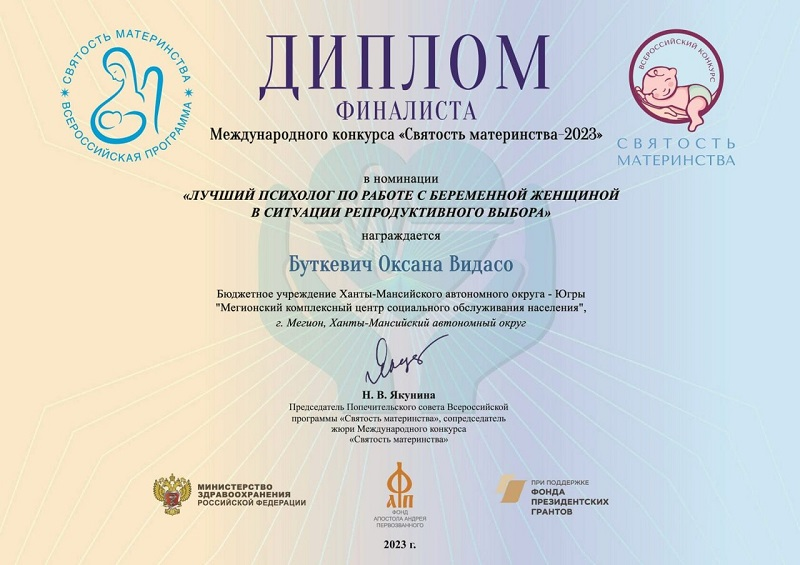 СВЯТОСТЬ МАТЕРИНСТВА
ВСЕРОССИЙСКАЯ ПРОГРАММА
ДИПЛОМ
ФИНАЛИСТА
Международного конкурса «Святость материнства-2023»
ВСЕРОССИЙСКИЙ КОНКУРС
СВЯТОСТЬ
МАТЕРИНСТВА
в номинации
«ЛУЧШИЙ ПСИХОЛОГ ПО РАБОТЕ С БЕРЕМЕННОЙ ЖЕНЩИНОЙ
В СИТУАЦИИ РЕПРОДУКТИВНОГО ВЫБОРА»
награждается
Буткевич Оксана Видасо
Бюджетное учреждение Ханты-Мансийского автономного округа - Югры
"Мегионский комплексный центр социального обслуживания населения",
г. Мегион, Ханты-Мансийский автономный округ
Н. В. Якунина
Председатель Попечительского совета Всероссийской
программы «Святость материнства», сопредседатель
жюри Международного конкурса
«Святость материнства»
МИНИСТЕРСТВО
ЗДРАВООХРАНЕНИЯ
РОССИЙСКОЙ ФЕДЕРАЦИИ
ФАП
ФОНД
АПОСТОЛА АНДРЕЯ
ПЕРВОЗВАННОГО
ПРИ ПОДДЕРЖКЕ
ФОНДА
ПРЕЗИДЕНТСКИХ
ГРАНТОВ
2023 г.